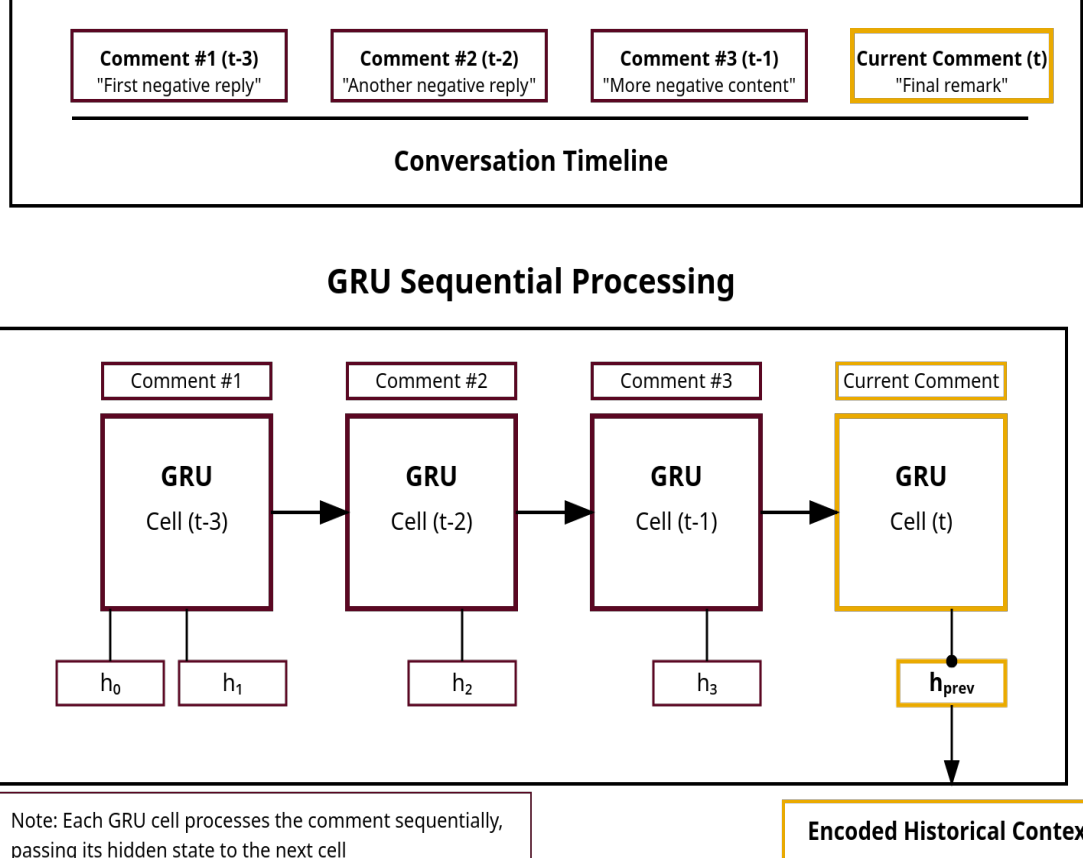 Comment #1 (t-3)
"First negative reply"
Comment #2 (t-2)
"Another negative reply"
Comment #3 (t-1)
"More negative content"
Current Comment (t)
"Final remark"
Conversation Timeline
GRU Sequential Processing
Comment #1
Comment #2
Comment #3
Current Comment
GRU
Cell (t-3)
GRU
Cell (t-2)
GRU
Cell (t-1)
GRU
Cell (t)
h₀
h₁
h₂
h₃
hprev
Note: Each GRU cell processes the comment sequentially,
passing its hidden state to the next cell
Encoded Historical